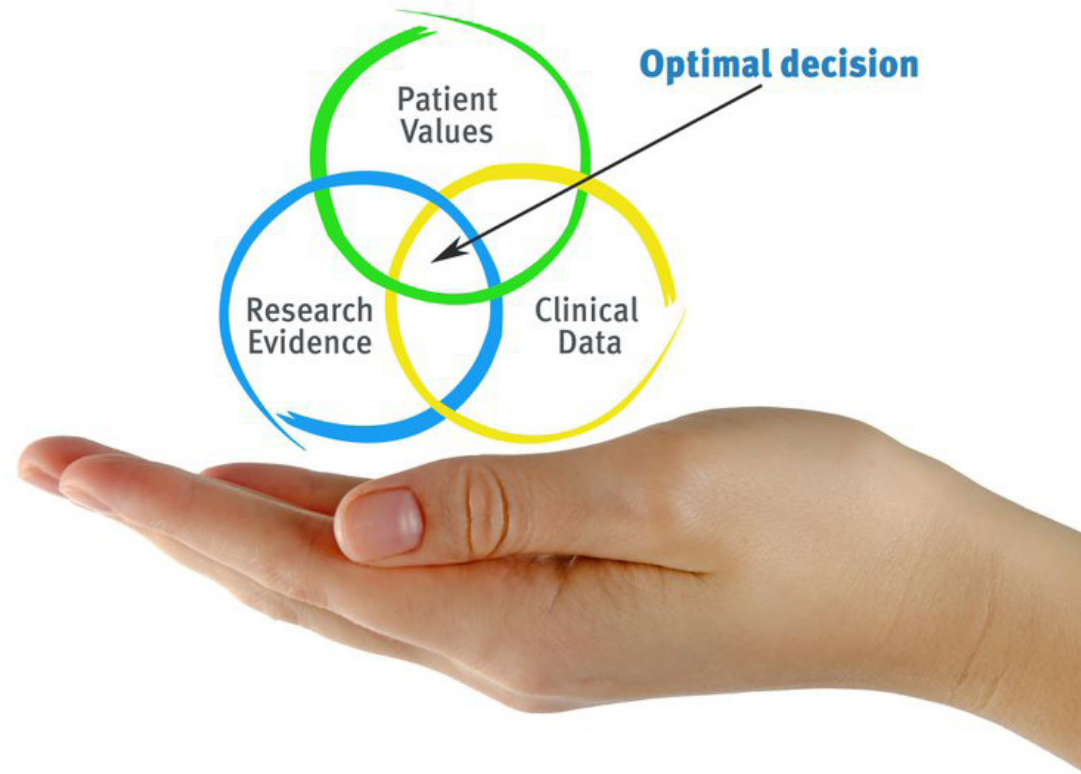 Optimal decision
Patient
Values
Research
Evidence
Clinical
Data